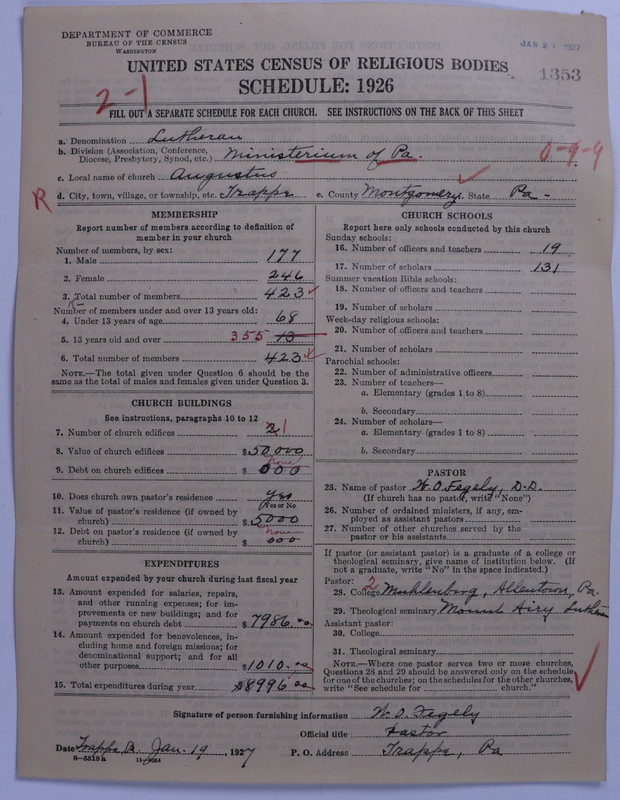 DEPARTMENT OF COMMERCE
BUREAU OF THE CENSUS
WASHINGTON
JAN 21 1927
UNITED STATES CENSUS OF RELIGIOUS BODIES
1353
SCHEDULE: 1926
2-1
FILL OUT A SEPARATE SCHEDULE FOR EACH CHURCH. SEE INSTRUCTIONS ON THE BACK OF THIS SHEET
a. Denomination Lutheran
b. Division (Association, Conference,
Diocese, Presbytery, Synod, etc.) Ministerium of Pa.
0-9-9
c. Local name of church Augustus
R
d. City, town, village, or township, etc. Trappe e. County Montgomery f. State Pa-
MEMBERSHIP
Report number of members according to definition of
member in your church
Number of members, by sex:
1. Male 177
2. Female 246
3. Total number of members 423
Number of members under and over 13 years old:
4. Under 13 years of age 68
5. 13 years old and over 355 13
6. Total number of members 423
NOTE.—The total given under Question 6 should be the
same as the total of males and females given under Question 3.
CHURCH BUILDINGS
See instructions, paragraphs 10 to 12
7. Number of church edifices 2 1
8. Value of church edifices $50,000
9. Debt on church edifices $ None 000
10. Does church own pastor's residence yes
(Yes or No)
11. Value of pastor's residence (if owned by
church) $5000
12. Debt on pastor's residence (if owned by
church) $ None 000
EXPENDITURES
Amount expended by your church during last fiscal year
13. Amount expended for salaries, repairs,
and other running expenses; for im-
provements or new buildings; and for
payments on church debt $7986.00
14. Amount expended for benevolences, in-
cluding home and foreign missions; for
denominational support; and for all
other purposes $1010.00
15. Total expenditures during year $8996.00
CHURCH SCHOOLS
Report here only schools conducted by this church
Sunday schools:
16. Number of officers and teachers 19
17. Number of scholars 131
Summer vacation Bible schools:
18. Number of officers and teachers
19. Number of scholars
Week-day religious schools:
20. Number of officers and teachers
21. Number of scholars
Parochial schools:
22. Number of administrative officers
23. Number of teachers—
a. Elementary (grades 1 to 8)
b. Secondary
24. Number of scholars—
a. Elementary (grades 1 to 8)
b. Secondary
PASTOR
25. Name of pastor W. O. Fegely, D.D.
(If church has no pastor, write "None")
26. Number of ordained ministers, if any, em-
ployed as assistant pastors
27. Number of other churches served by the
pastor or his assistants
If pastor (or assistant pastor) is a graduate of a college or
theological seminary, give name of institution below. (If
not a graduate, write "No" in the space indicated.)
Pastor: 2
28. College Muhlenberg, Allentown, Pa.
29. Theological seminary Mount Airy Lutheran
Assistant pastor:
30. College
31. Theological seminary
NOTE.—Where one pastor serves two or more churches,
Questions 28 and 29 should be answered only on the schedule
for one of the churches; on the schedules for the other churches,
write "See schedule for church."
Signature of person furnishing information W. O. Fegely
Official title Pastor
Date Trappe, Pa. Jan. 19, 1927 P. O. Address Trappe, Pa